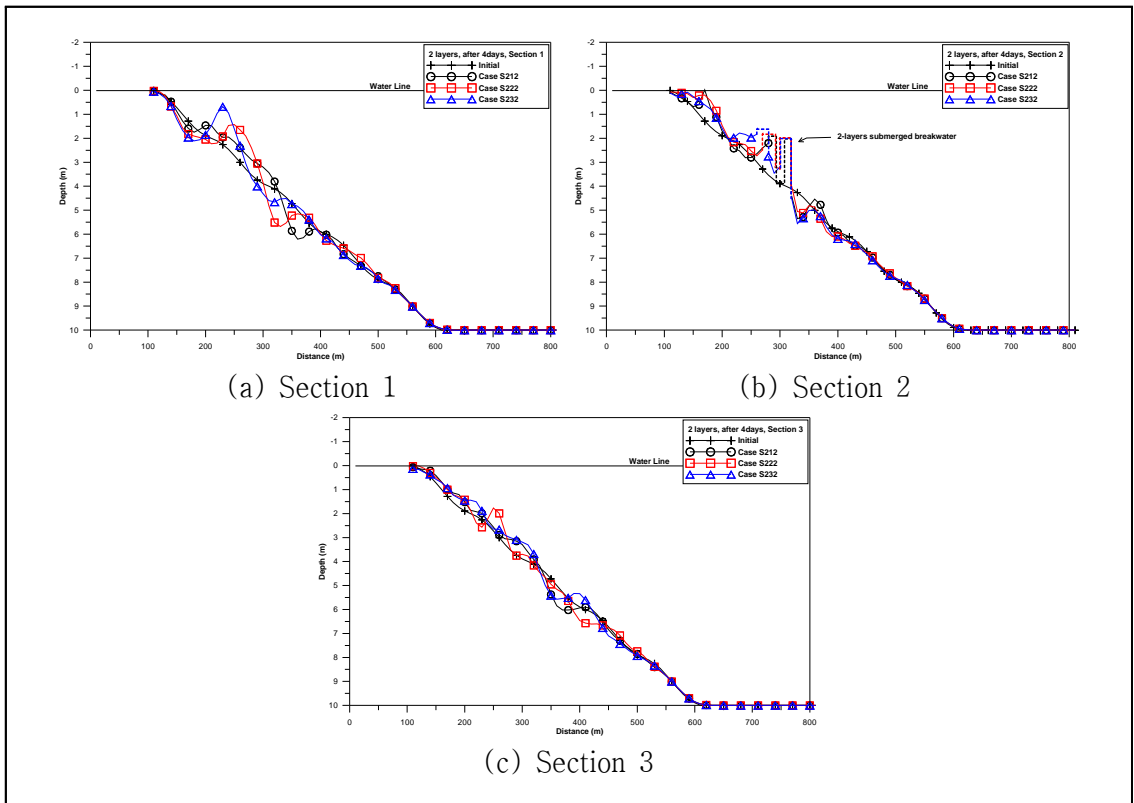 2 layers, after 4days, Section 1
Initial
Case S212
Case S222
Case S232
Water Line
Depth (m)
-2
-1
0
1
2
3
4
5
6
7
8
9
10
0 100 200 300 400 500 600 700 800
Distance (m)
(a) Section 1
2 layers, after 4days, Section 2
Initial
Case S212
Case S222
Case S232
Water Line
2-layers submerged breakwater
Depth (m)
-2
-1
0
1
2
3
4
5
6
7
8
9
10
0 100 200 300 400 500 600 700 800
Distance (m)
(b) Section 2
2 layers, after 4days, Section 3
Initial
Case S212
Case S222
Case S232
Water Line
Depth (m)
-2
-1
0
1
2
3
4
5
6
7
8
9
10
0 100 200 300 400 500 600 700 800
Distance (m)
(c) Section 3